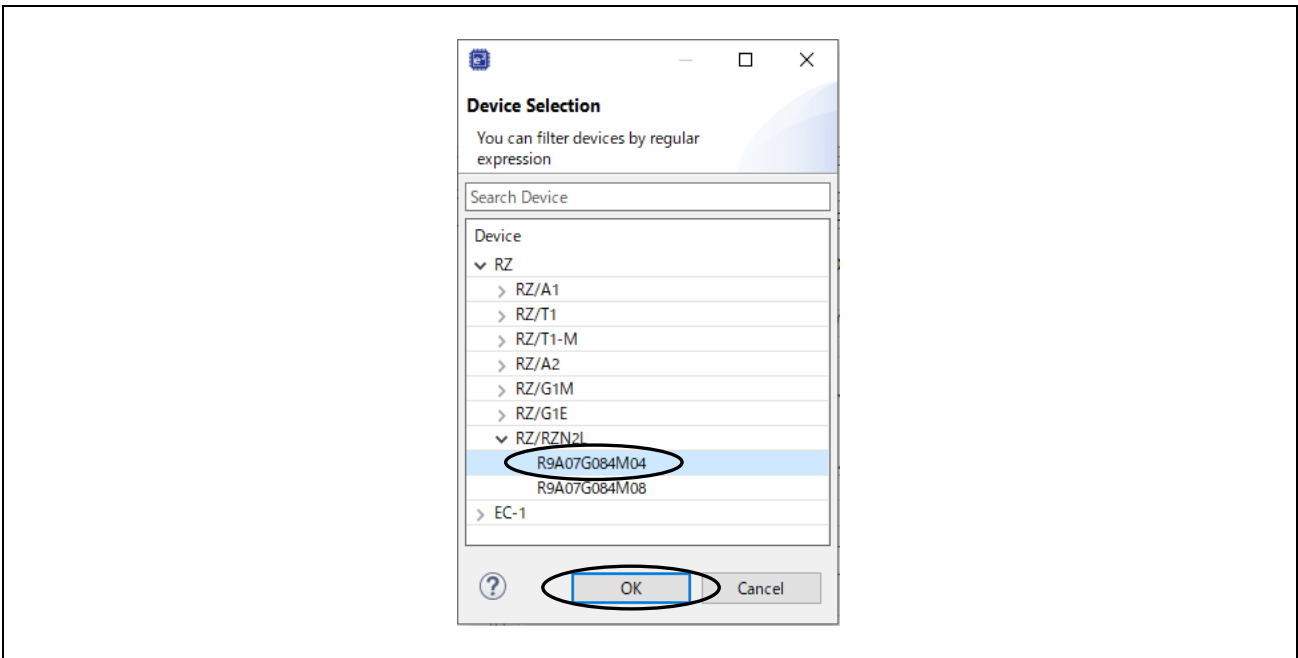 Device Selection
You can filter devices by regular
expression
Search Device
Device
RZ
RZ/A1
RZ/T1
RZ/T1-M
RZ/A2
RZ/G1M
RZ/G1E
RZ/RZN2L
R9A07G084M04
R9A07G084M08
EC-1
? OK Cancel